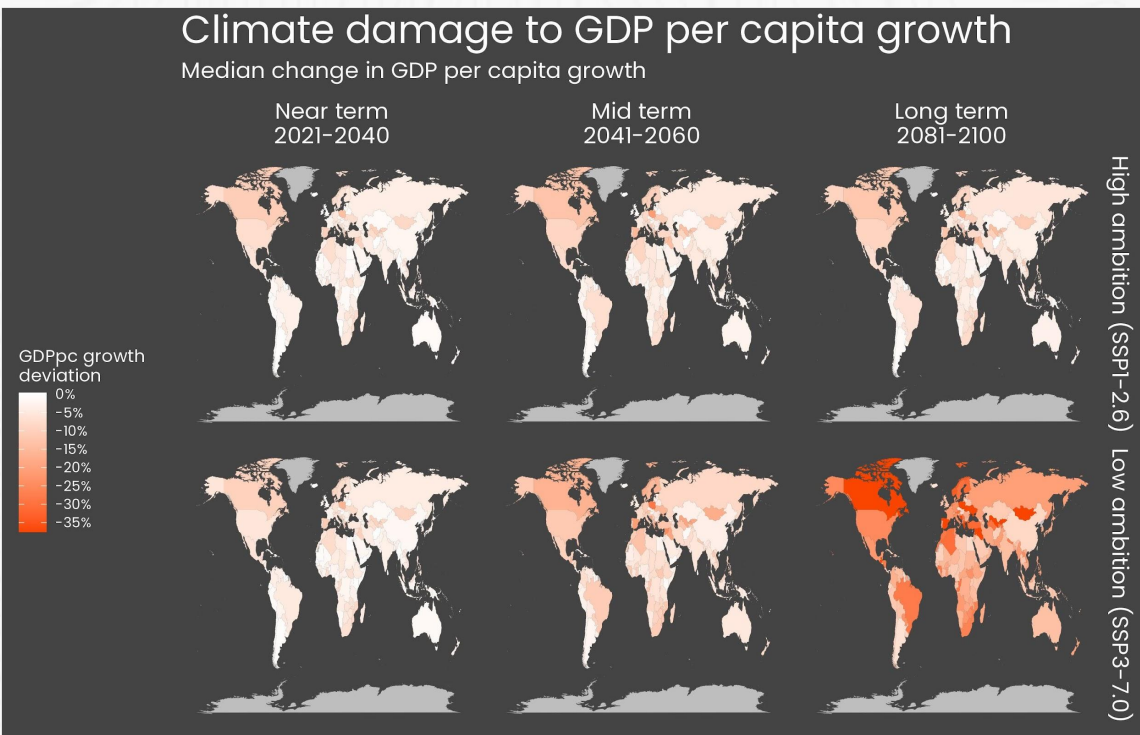 Climate damage to GDP per capita growth
Median change in GDP per capita growth
Near term
2021-2040
Mid term
2041-2060
Long term
2081-2100
High ambition (SSP1-2.6)
Low ambition (SSP3-7.0)
GDPpc growth
deviation
0%
-5%
-10%
-15%
-20%
-25%
-30%
-35%